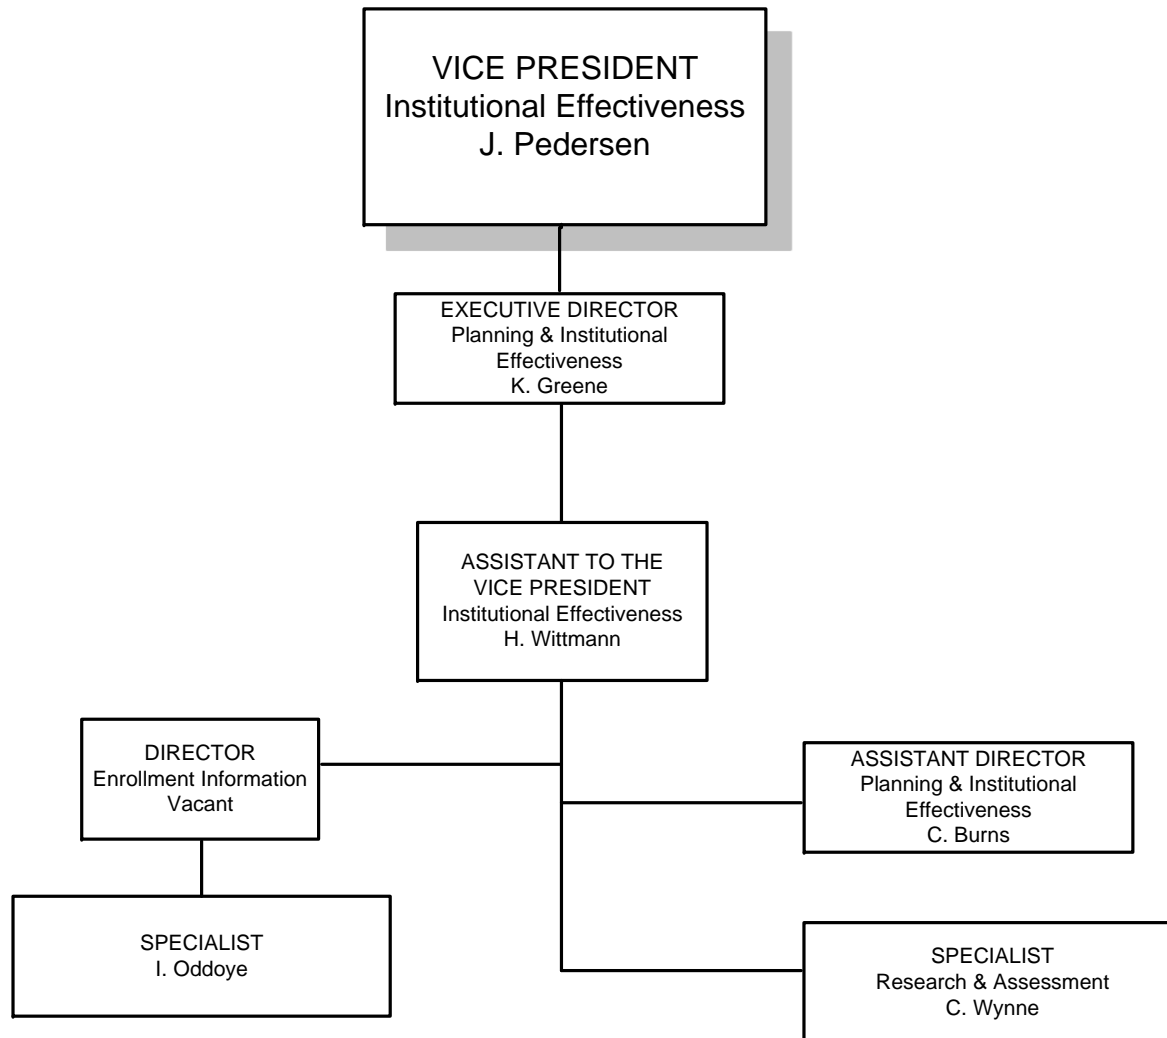 VICE PRESIDENT
Institutional Effectiveness
J. Pedersen
EXECUTIVE DIRECTOR
Planning & Institutional
Effectiveness
K. Greene
ASSISTANT TO THE
VICE PRESIDENT
Institutional Effectiveness
H. Wittmann
DIRECTOR
Enrollment Information
Vacant
ASSISTANT DIRECTOR
Planning & Institutional
Effectiveness
C. Burns
SPECIALIST
I. Oddoye
SPECIALIST
Research & Assessment
C. Wynne